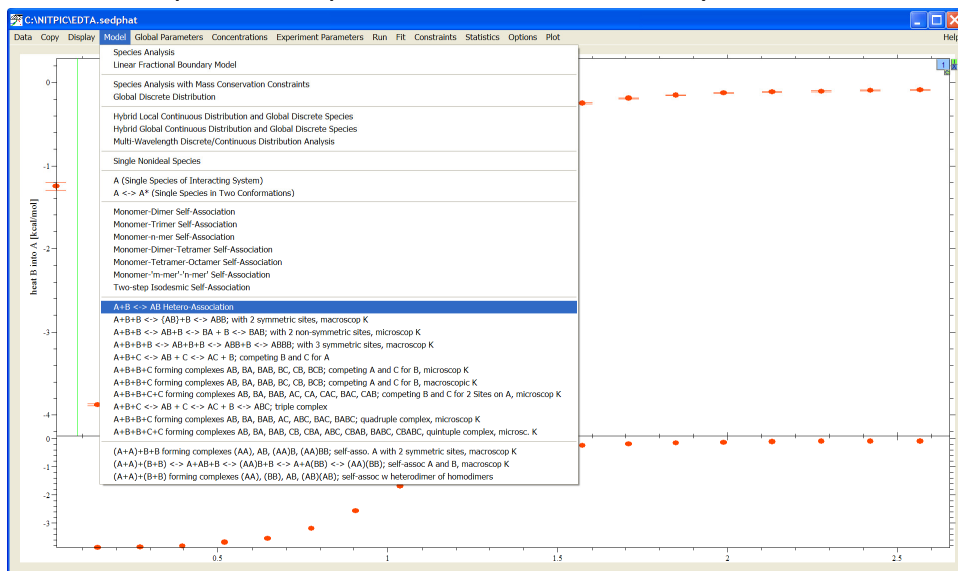 C:\NITPIC\EDTA.sedphat
Data Copy Display Model Global Parameters Concentrations Experiment Parameters Run Fit Constraints Statistics Options Plot Help
Species Analysis
Linear Fractional Boundary Model
Species Analysis with Mass Conservation Constraints
Global Discrete Distribution
Hybrid Local Continuous Distribution and Global Discrete Species
Hybrid Global Continuous Distribution and Global Discrete Species
Multi-Wavelength Discrete/Continuous Distribution Analysis
Single Nonideal Species
A (Single Species of Interacting System)
A <-> A* (Single Species in Two Conformations)
Monomer-Dimer Self-Association
Monomer-Trimer Self-Association
Monomer-n-mer Self-Association
Monomer-Dimer-Tetramer Self-Association
Monomer-Tetramer-Octamer Self-Association
Monomer-'m-mer'-'n-mer' Self-Association
Two-step Isodesmic Self-Association
A+B <-> AB Hetero-Association
A+B+B <-> {AB}+B <-> ABB; with 2 symmetric sites, macroscop K
A+B+B <-> AB+B <-> BA + B <-> BAB; with 2 non-symmetric sites, microscop K
A+B+B+B <-> AB+B+B <-> ABB+B <-> ABBB; with 3 symmetric sites, macroscop K
A+B+C <-> AB + C <-> AC + B; competing B and C for A
A+B+B+C forming complexes AB, BA, BAB, BC, CB, BCB; competing A and C for B, microscop K
A+B+B+C forming complexes AB, BA, BAB, BC, CB, BCB; competing A and C for B, macroscopic K
A+B+B+C+C forming complexes AB, BA, BAB, AC, CA, CAC, BAC, CAB; competing B and C for 2 Sites on A, microscop K
A+B+C <-> AB + C <-> AC + B <-> ABC; triple complex
A+B+B+C forming complexes AB, BA, BAB, AC, ABC, BAC, BABC; quadruple complex, microscop K
A+B+B+C+C forming complexes AB, BA, BAB, CB, CBA, ABC, CBAB, BABC, CBABC, quintuple complex, microsc. K
(A+A)+B+B forming complexes (AA), AB, (AA)B, (AA)BB; self-asso. A with 2 symmetric sites, macroscop K
(A+A)+(B+B) <-> A+AB+B <-> (AA)B+B <-> A+A(BB) <-> (AA)(BB); self-assoc A and B, macroscop K
(A+A)+(B+B) forming complexes (AA), (BB), AB, (AB)(AB); self-assoc w heterodimer of homodimers
heat B into A [kcal/mol]
0
-1
-2
-3
-4
0
-1
-2
-3
0.5 1 1.5 2 2.5
1